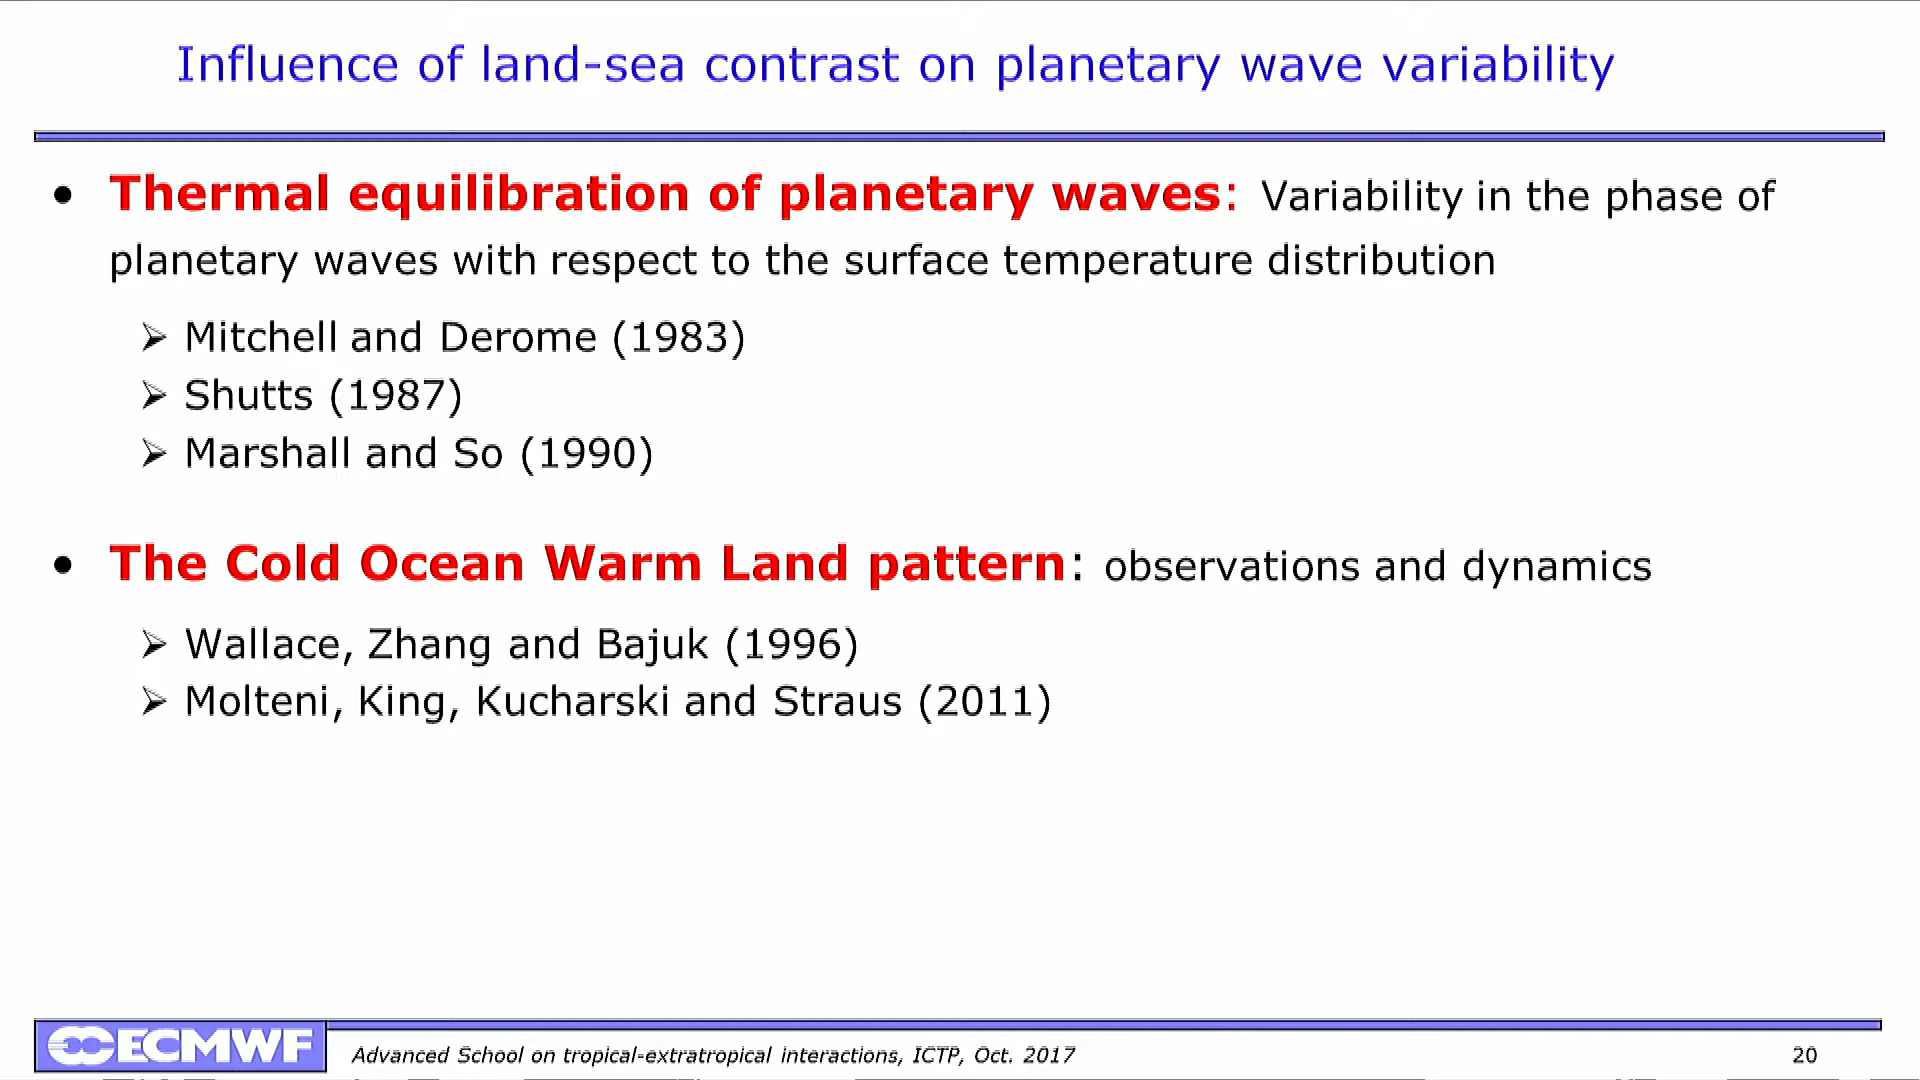 Influence of land-sea contrast on planetary wave variability
• Thermal equilibration of planetary waves: Variability in the phase of
planetary waves with respect to the surface temperature distribution
➢ Mitchell and Derome (1983)
➢ Shutts (1987)
➢ Marshall and So (1990)
• The Cold Ocean Warm Land pattern: observations and dynamics
➢ Wallace, Zhang and Bajuk (1996)
➢ Molteni, King, Kucharski and Straus (2011)
ECMWF
Advanced School on tropical-extratropical interactions, ICTP, Oct. 2017
20